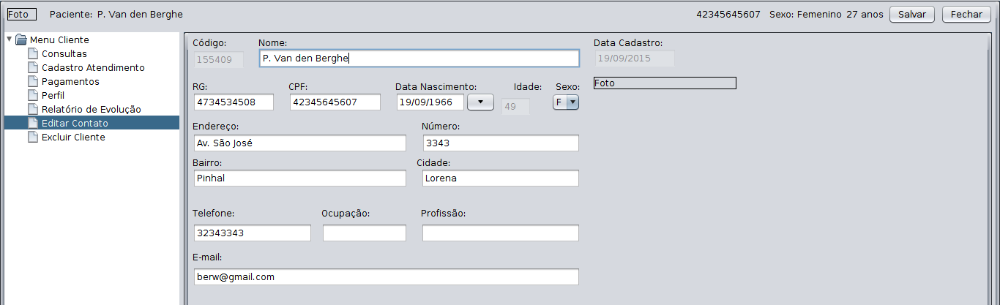 Foto Paciente: P. Van den Berghe 42345645607 Sexo: Femenino 27 anos Salvar Fechar
Menu Cliente
Consultas
Cadastro Atendimento
Pagamentos
Perfil
Relatório de Evolução
Editar Contato
Excluir Cliente
Código: Nome: Data Cadastro:
155409 P. Van den Berghe 19/09/2015
Foto
RG: CPF: Data Nascimento: Idade: Sexo:
4734534508 42345645607 19/09/1966 49 F
Endereço: Número:
Av. São José 3343
Bairro: Cidade:
Pinhal Lorena
Telefone: Ocupação: Profissão:
32343343
E-mail:
berw@gmail.com